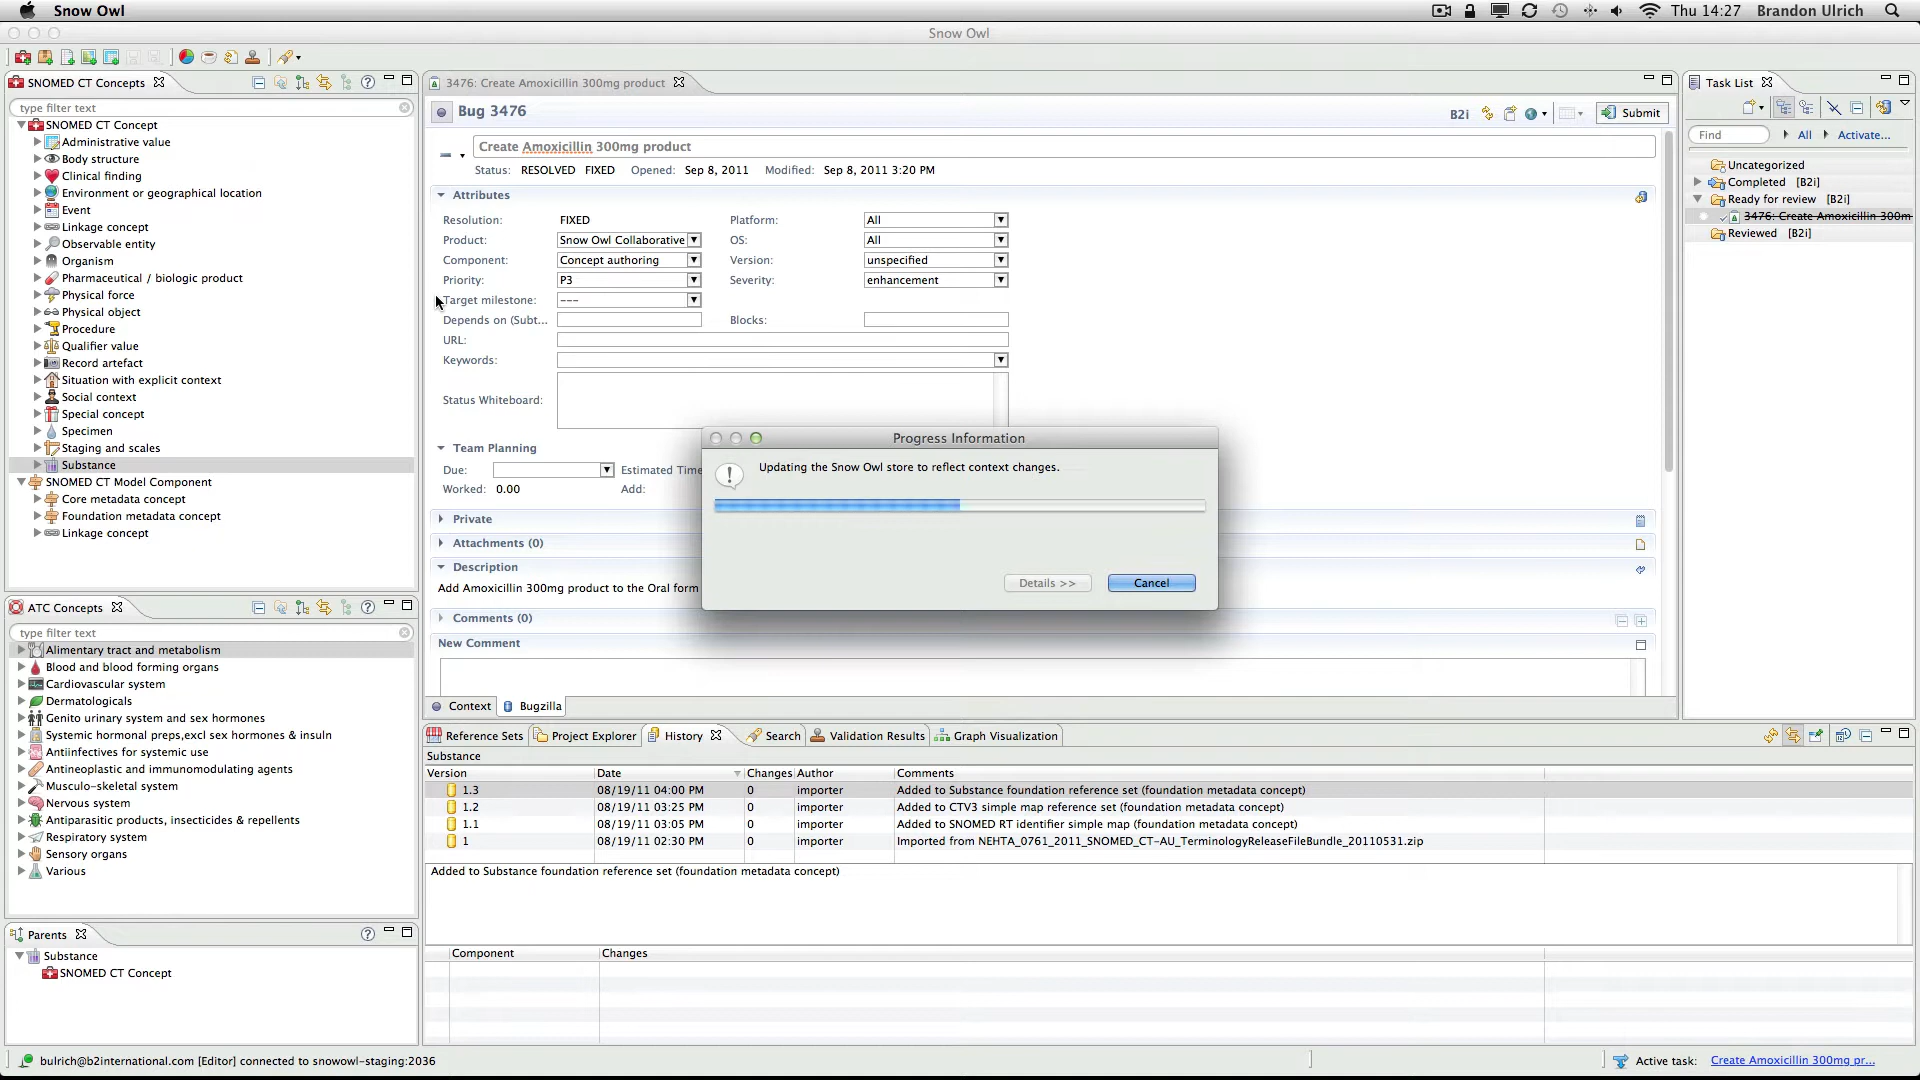 Snow Owl
Thu 14:27 Brandon Ulrich
Snow Owl
SNOMED CT Concepts
type filter text
SNOMED CT Concept
Administrative value
Body structure
Clinical finding
Environment or geographical location
Event
Linkage concept
Observable entity
Organism
Pharmaceutical / biologic product
Physical force
Physical object
Procedure
Qualifier value
Record artefact
Situation with explicit context
Social context
Special concept
Specimen
Staging and scales
Substance
SNOMED CT Model Component
Core metadata concept
Foundation metadata concept
Linkage concept
ATC Concepts
type filter text
Alimentary tract and metabolism
Blood and blood forming organs
Cardiovascular system
Dermatologicals
Genito urinary system and sex hormones
Systemic hormonal preps,excl sex hormones & insuln
Antiinfectives for systemic use
Antineoplastic and immunomodulating agents
Musculo-skeletal system
Nervous system
Antiparasitic products, insecticides & repellents
Respiratory system
Sensory organs
Various
Parents
Substance
SNOMED CT Concept
3476: Create Amoxicillin 300mg product
Bug 3476
B2i Submit
Create Amoxicillin 300mg product
Status: RESOLVED FIXED Opened: Sep 8, 2011 Modified: Sep 8, 2011 3:20 PM
Attributes
Resolution: FIXED Platform: All
Product: Snow Owl Collaborative OS: All
Component: Concept authoring Version: unspecified
Priority: P3 Severity: enhancement
Target milestone: ---
Depends on (Subt... Blocks:
URL:
Keywords:
Status Whiteboard:
Team Planning
Due: Estimated Time
Worked: 0.00 Add:
Private
Attachments (0)
Description
Add Amoxicillin 300mg product to the Oral form
Comments (0)
New Comment
Context Bugzilla
Progress Information
Updating the Snow Owl store to reflect context changes.
Details >> Cancel
Task List
Find All Activate...
Uncategorized
Completed [B2i]
Ready for review [B2i]
3476: Create Amoxicillin 300m
Reviewed [B2i]
Reference Sets Project Explorer History Search Validation Results Graph Visualization
Substance
Version Date Changes Author Comments
1.3 08/19/11 04:00 PM 0 importer Added to Substance foundation reference set (foundation metadata concept)
1.2 08/19/11 03:25 PM 0 importer Added to CTV3 simple map reference set (foundation metadata concept)
1.1 08/19/11 03:05 PM 0 importer Added to SNOMED RT identifier simple map (foundation metadata concept)
1 08/19/11 02:30 PM 0 importer Imported from NEHTA_0761_2011_SNOMED_CT-AU_TerminologyReleaseFileBundle_20110531.zip
Added to Substance foundation reference set (foundation metadata concept)
Component Changes
bulrich@b2international.com [Editor] connected to snowowl-staging:2036
Active task: Create Amoxicillin 300mg pr...